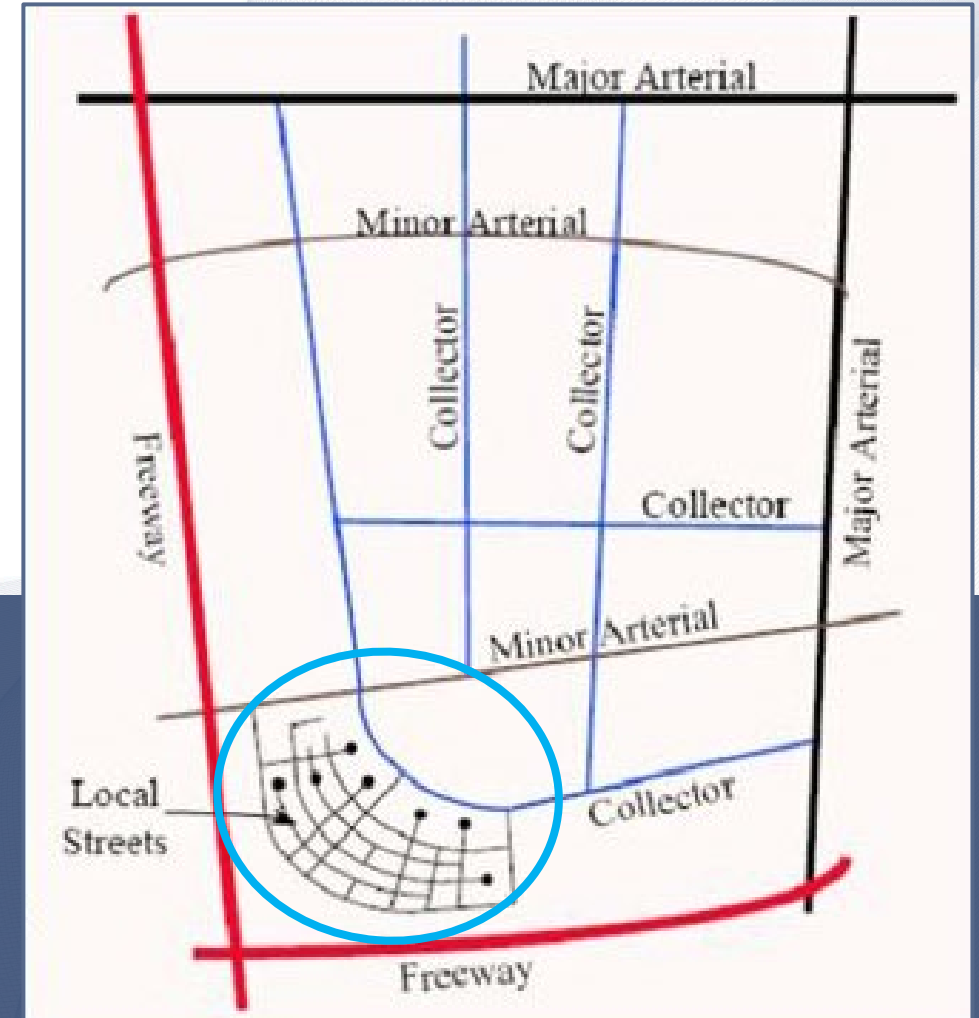 Major Arterial
Minor Arterial
Collector
Collector
Major Arterial
Freeway
Collector
Minor Arterial
Local
Streets
Collector
Freeway